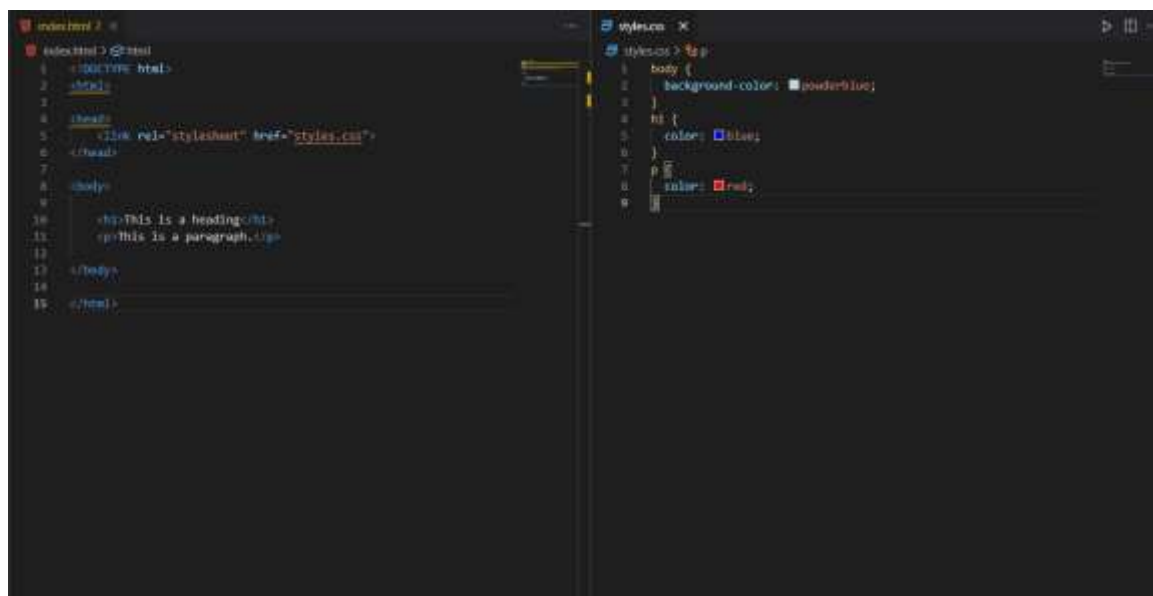 index.html 2
index.html > html
1 <!DOCTYPE html>
2 <html>
3
4 <head>
5 <link rel="stylesheet" href="styles.css">
6 </head>
7
8 <body>
9
10 <h1>This is a heading</h1>
11 <p>This is a paragraph.</p>
12
13 </body>
14
15 </html>
styles.css
styles.css > p
1 body {
2 background-color: powderblue;
3 }
4 h1 {
5 color: blue;
6 }
7 p {
8 color: red;
9 }